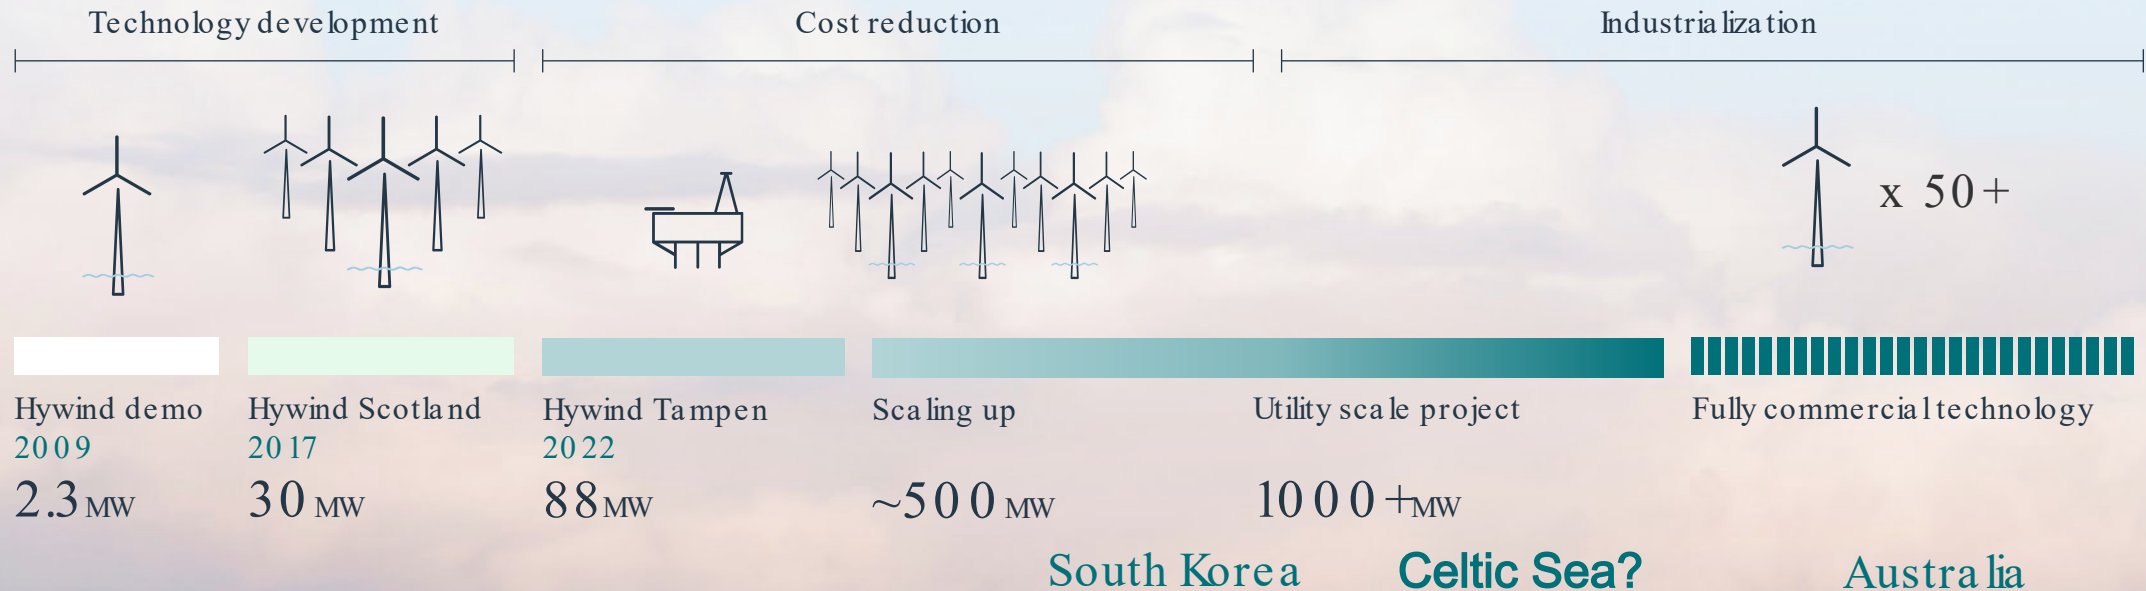 Technology development
Cost reduction
Industrialization
x 50+
Hywind demo
2009
2.3 MW
Hywind Scotland
2017
30 MW
Hywind Tampen
2022
88 MW
Scaling up
~500 MW
Utility scale project
1000+ MW
Fully commercial technology
South Korea
Celtic Sea?
Australia